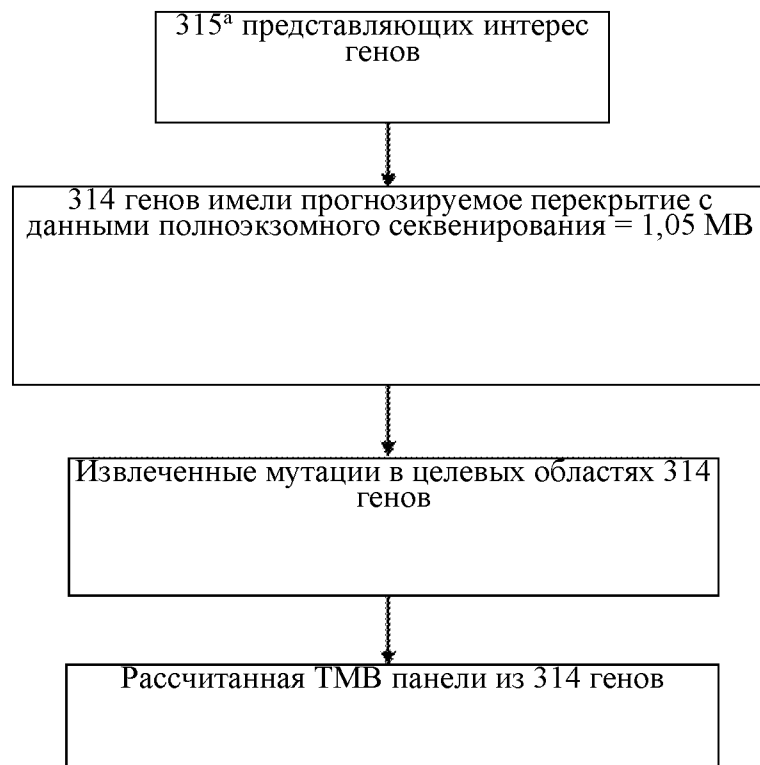 315ᵃ представляющих интерес
генов
314 генов имели прогнозируемое перекрытие с
данными полноэкзомного секвенирования = 1,05 МВ
Извлеченные мутации в целевых областях 314
генов
Рассчитанная TMB панели из 314 генов